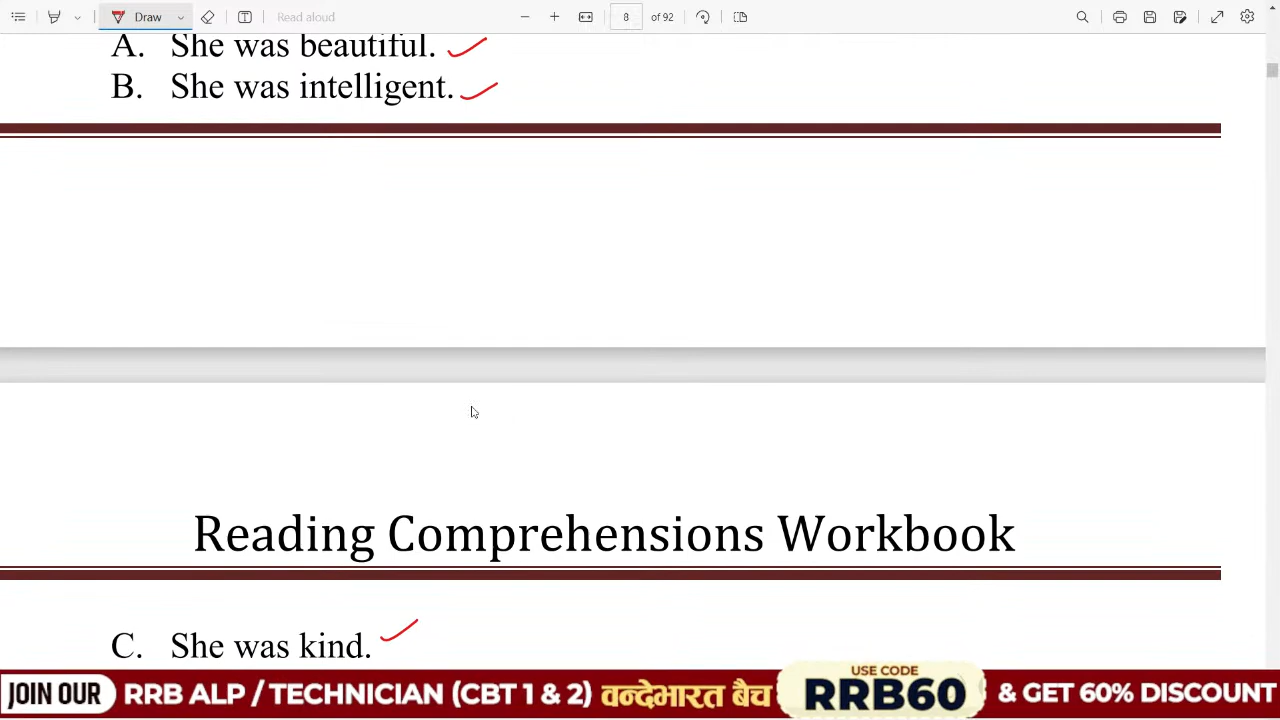 Draw
Read aloud
8 of 92
A. She was beautiful.
B. She was intelligent.
Reading Comprehensions Workbook
C. She was kind.
JOIN OUR RRB ALP / TECHNICIAN (CBT 1 & 2) वन्देभारत बैच USE CODE RRB60 & GET 60% DISCOUNT